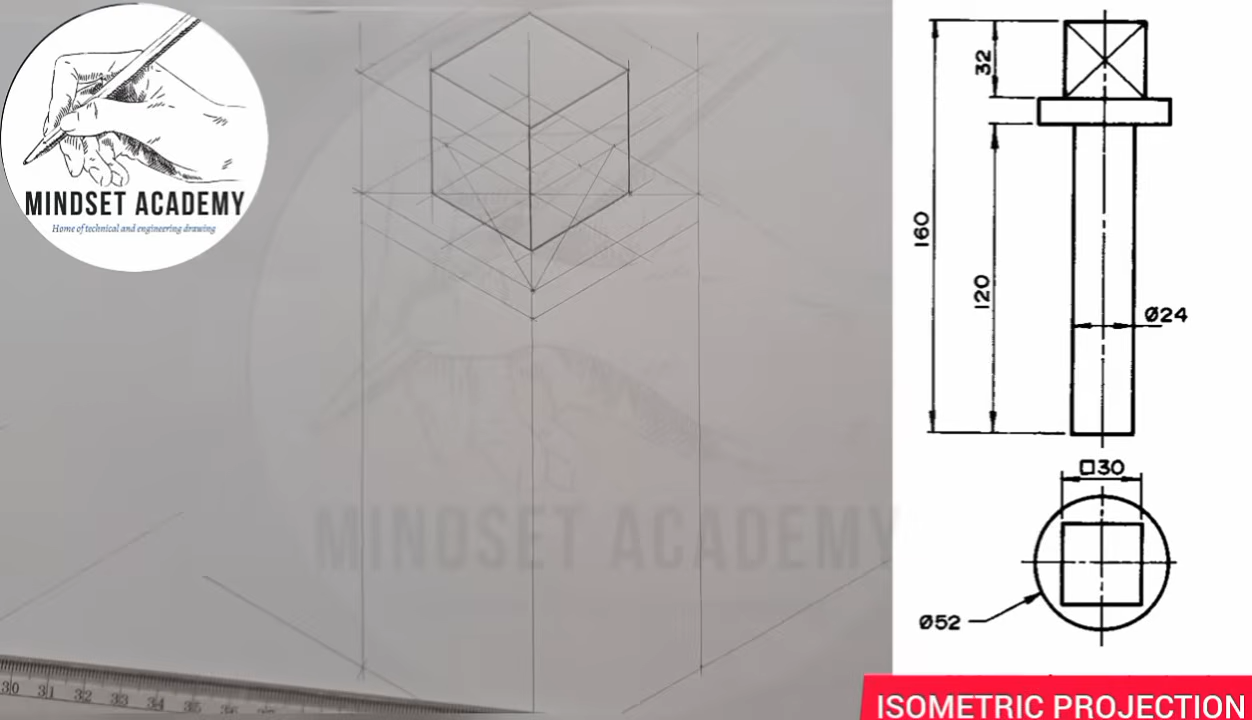 MINDSET ACADEMY
Home of technical and engineering drawing
MINDSET ACADEMY
30 31 32 33 34 35
160
32
120
Ø24
□30
Ø52
ISOMETRIC PROJECTION